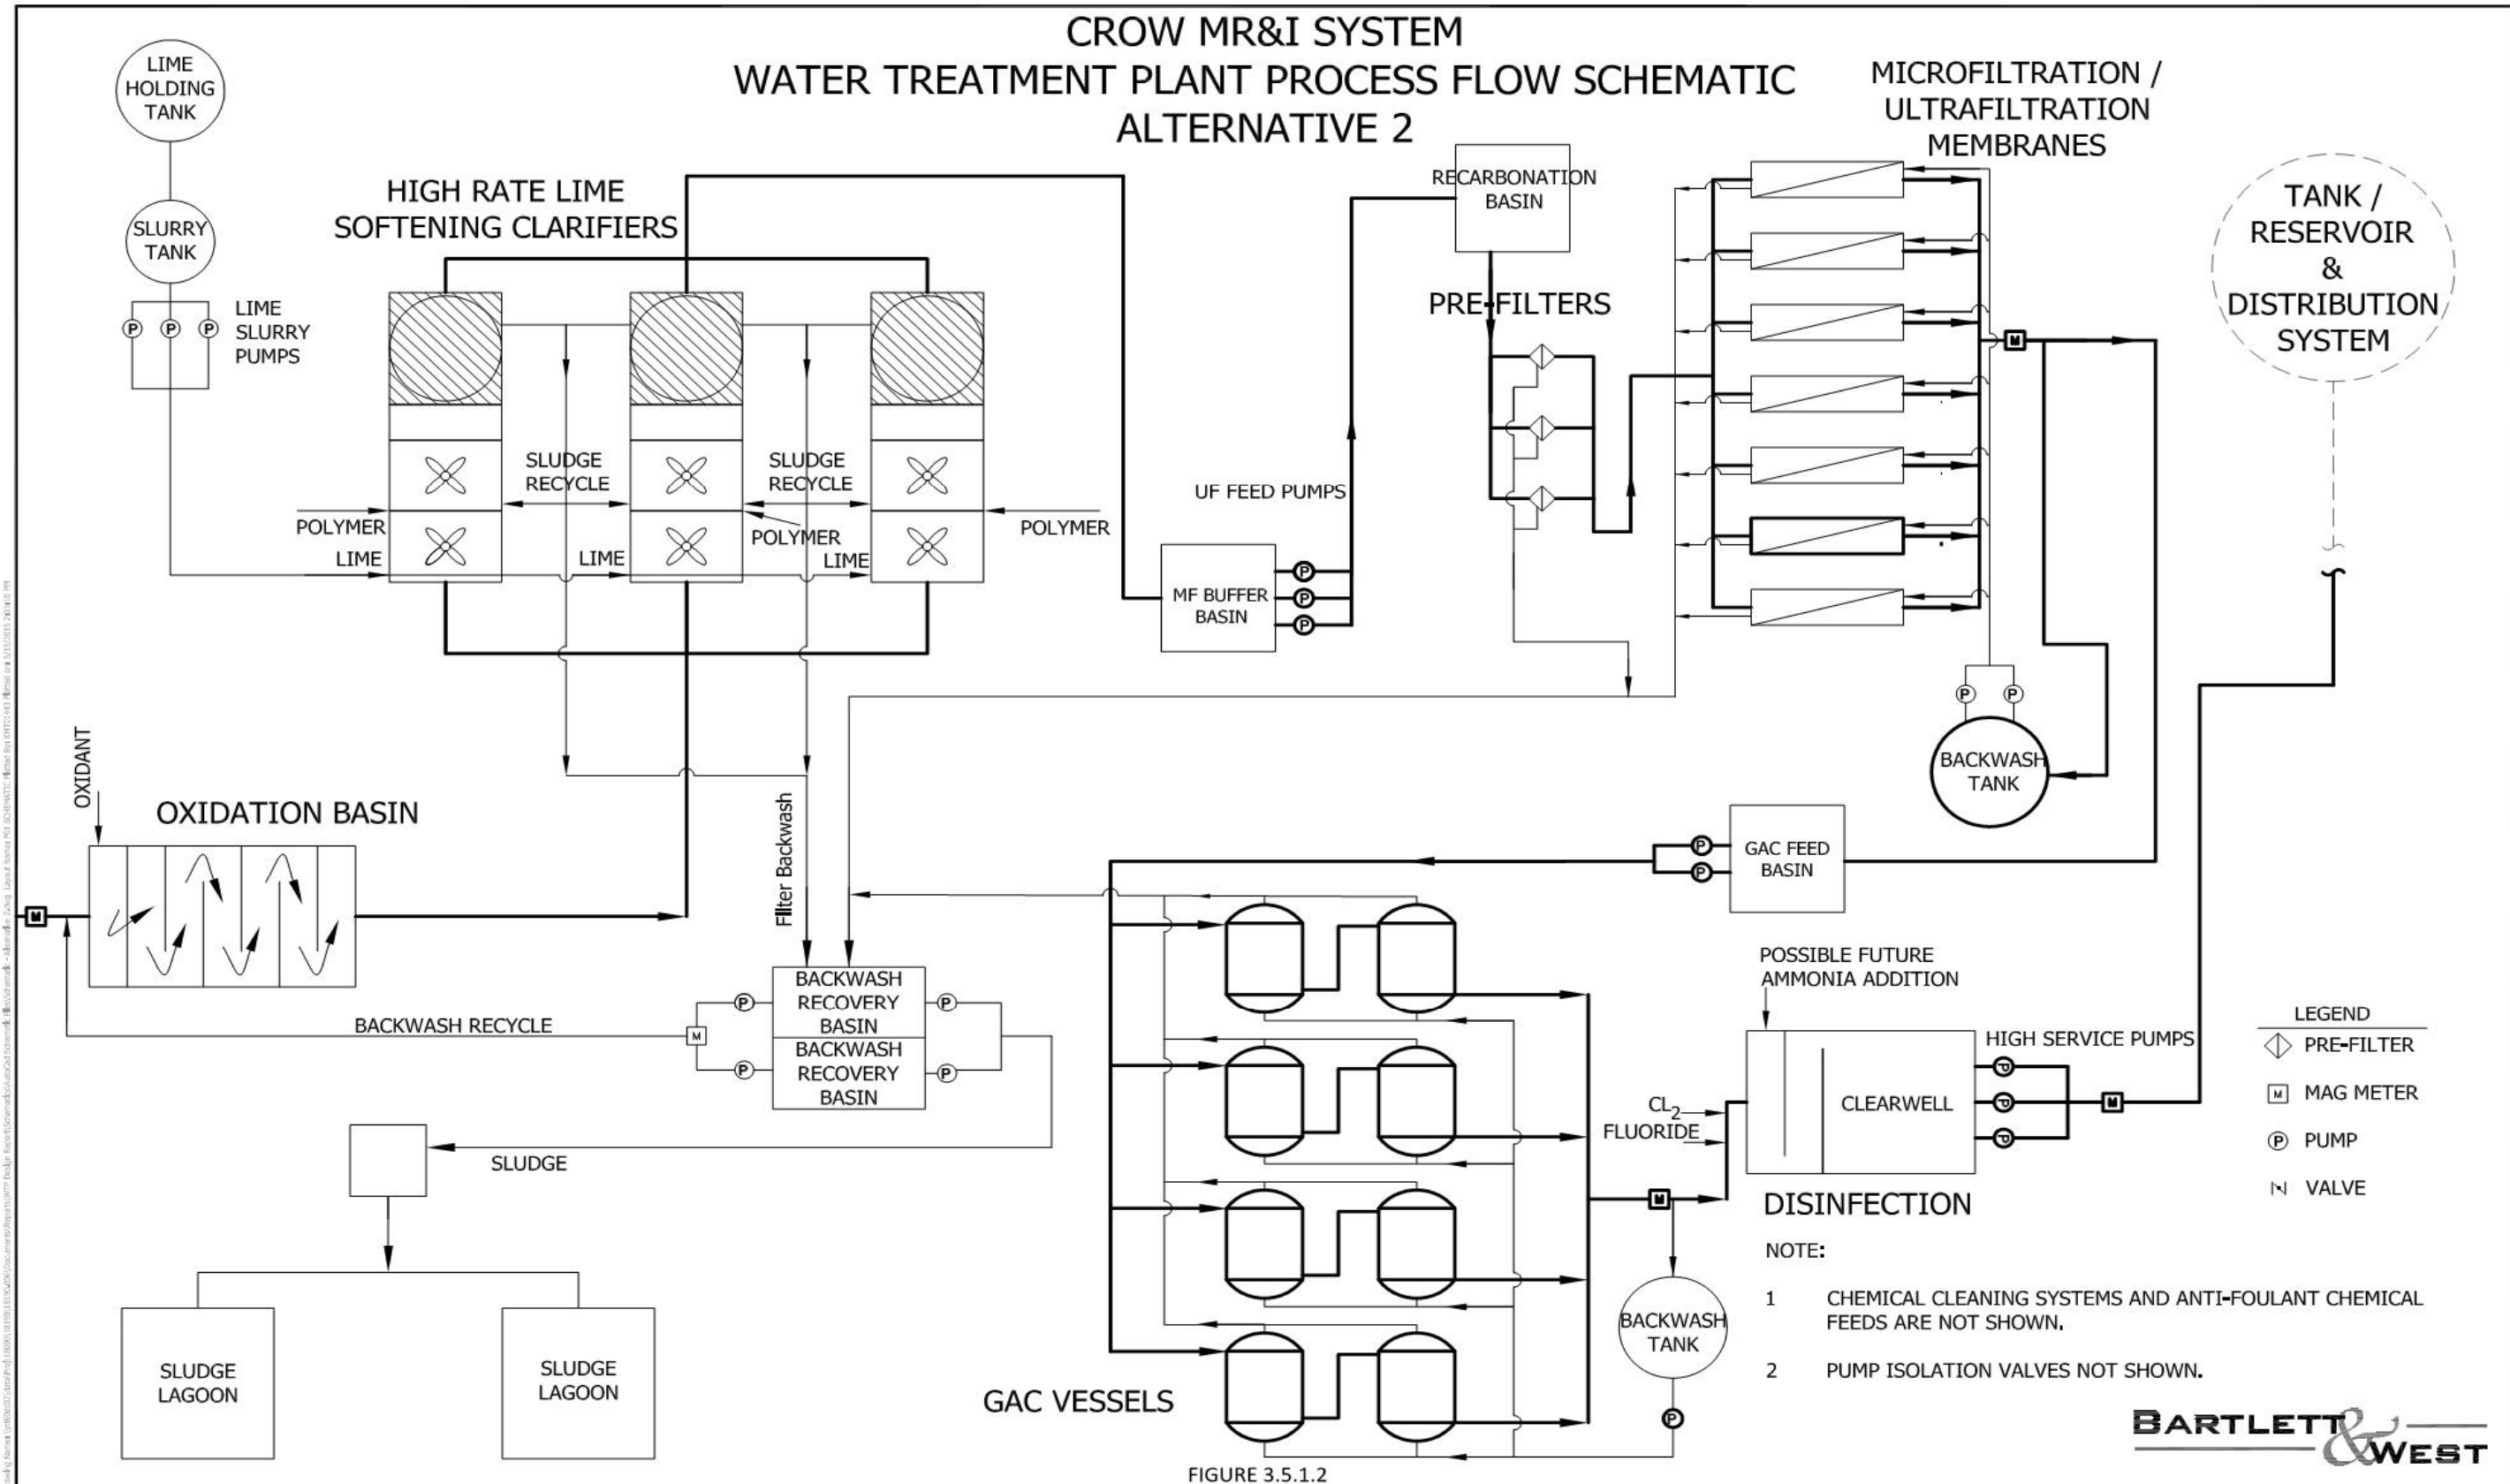 CROW MR&I SYSTEM
WATER TREATMENT PLANT PROCESS FLOW SCHEMATIC
ALTERNATIVE 2
LIME
HOLDING
TANK
SLURRY
TANK
P
P
P
LIME
SLURRY
PUMPS
HIGH RATE LIME
SOFTENING CLARIFIERS
SLUDGE
RECYCLE
SLUDGE
RECYCLE
POLYMER
POLYMER
POLYMER
LIME
LIME
LIME
UF FEED PUMPS
MF BUFFER
BASIN
P
P
P
RECARBONATION
BASIN
PRE-FILTERS
MICROFILTRATION /
ULTRAFILTRATION
MEMBRANES
M
TANK /
RESERVOIR
&
DISTRIBUTION
SYSTEM
P
P
BACKWASH
TANK
OXIDANT
OXIDATION BASIN
M
Filter Backwash
GAC FEED
BASIN
P
P
BACKWASH
RECOVERY
BASIN
BACKWASH
RECOVERY
BASIN
P
P
P
P
M
BACKWASH RECYCLE
SLUDGE
SLUDGE
LAGOON
SLUDGE
LAGOON
GAC VESSELS
POSSIBLE FUTURE
AMMONIA ADDITION
HIGH SERVICE PUMPS
CLEARWELL
P
P
P
M
CL2
FLUORIDE
M
DISINFECTION
BACKWASH
TANK
P
LEGEND
PRE-FILTER
M MAG METER
P PUMP
VALVE
NOTE:
1 CHEMICAL CLEANING SYSTEMS AND ANTI-FOULANT CHEMICAL
FEEDS ARE NOT SHOWN.
2 PUMP ISOLATION VALVES NOT SHOWN.
BARTLETT
& WEST
FIGURE 3.5.1.2